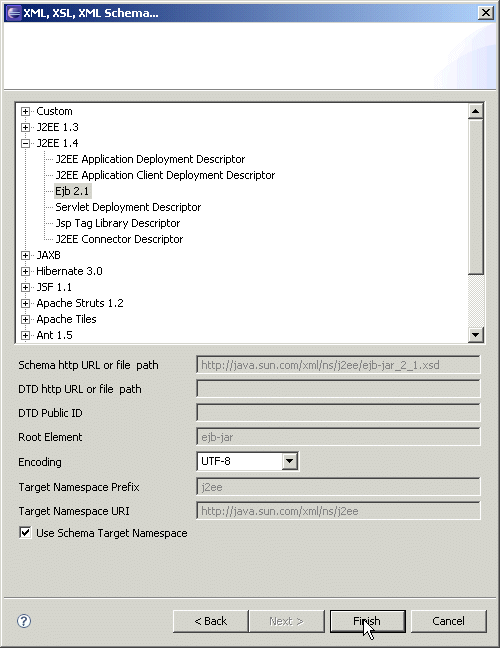 XML, XSL, XML Schema...
Custom
J2EE 1.3
J2EE 1.4
J2EE Application Deployment Descriptor
J2EE Application Client Deployment Descriptor
Ejb 2.1
Servlet Deployment Descriptor
Jsp Tag Library Descriptor
J2EE Connector Descriptor
JAXB
Hibernate 3.0
JSF 1.1
Apache Struts 1.2
Apache Tiles
Ant 1.5
Schema http URL or file path http://java.sun.com/xml/ns/j2ee/ejb-jar_2_1.xsd
DTD http URL or file path
DTD Public ID
Root Element ejb-jar
Encoding UTF-8
Target Namespace Prefix j2ee
Target Namespace URI http://java.sun.com/xml/ns/j2ee
Use Schema Target Namespace
? < Back Next > Finish Cancel